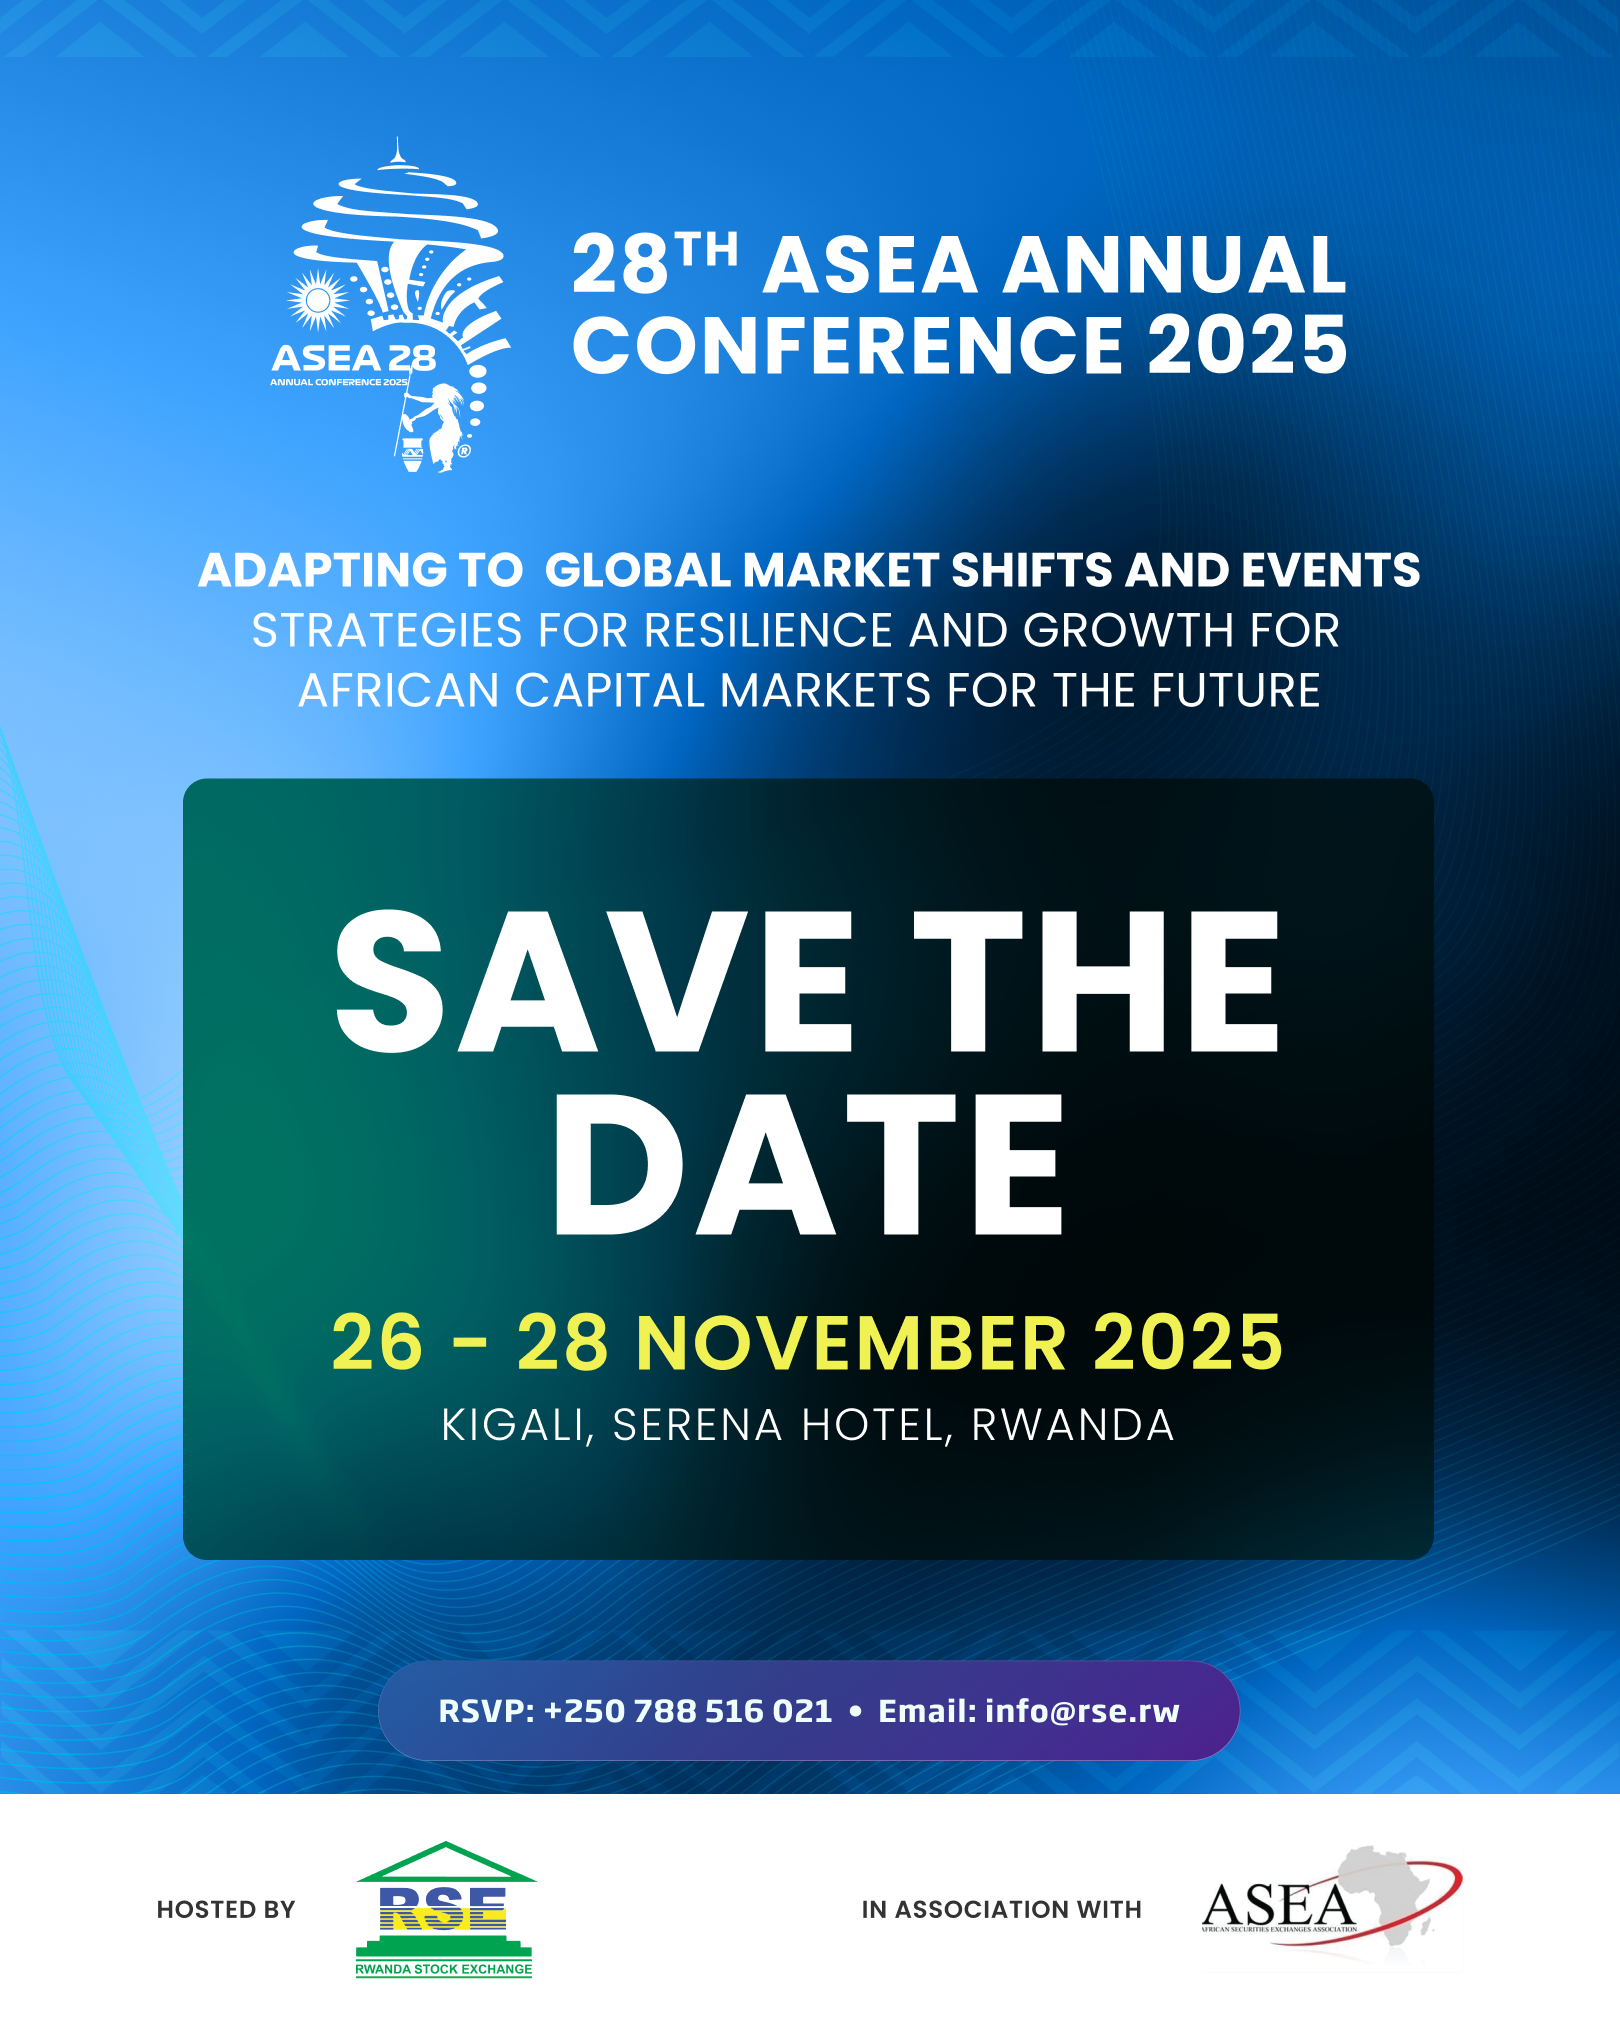 28TH ASEA ANNUAL
CONFERENCE 2025
ASEA 28
ANNUAL CONFERENCE 2025
®
ADAPTING TO GLOBAL MARKET SHIFTS AND EVENTS
STRATEGIES FOR RESILIENCE AND GROWTH FOR
AFRICAN CAPITAL MARKETS FOR THE FUTURE
SAVE THE
DATE
26 - 28 NOVEMBER 2025
KIGALI, SERENA HOTEL, RWANDA
RSVP: +250 788 516 021 • Email: info@rse.rw
HOSTED BY
RSE
RWANDA STOCK EXCHANGE
IN ASSOCIATION WITH
ASEA
AFRICAN SECURITIES EXCHANGES ASSOCIATION